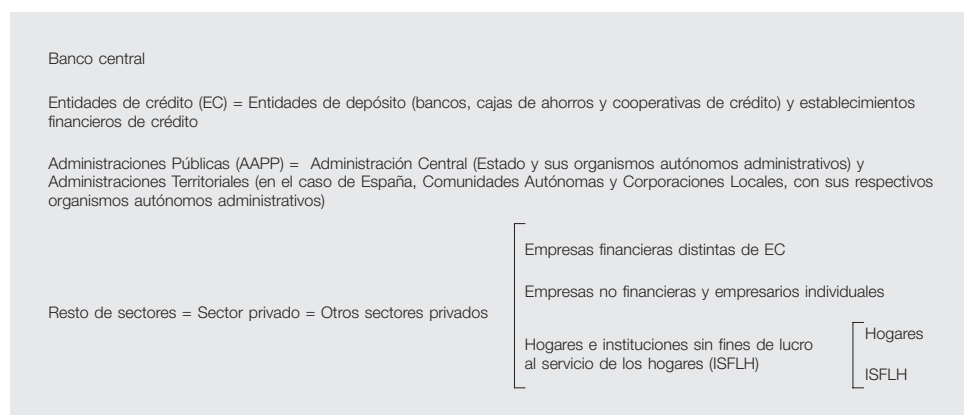 Banco central
Entidades de crédito (EC) = Entidades de depósito (bancos, cajas de ahorros y cooperativas de crédito) y establecimientos
financieros de crédito
Administraciones Públicas (AAPP) = Administración Central (Estado y sus organismos autónomos administrativos) y
Administraciones Territoriales (en el caso de España, Comunidades Autónomas y Corporaciones Locales, con sus respectivos
organismos autónomos administrativos)
Resto de sectores = Sector privado = Otros sectores privados
Empresas financieras distintas de EC
Empresas no financieras y empresarios individuales
Hogares e instituciones sin fines de lucro
al servicio de los hogares (ISFLH)
Hogares
ISFLH